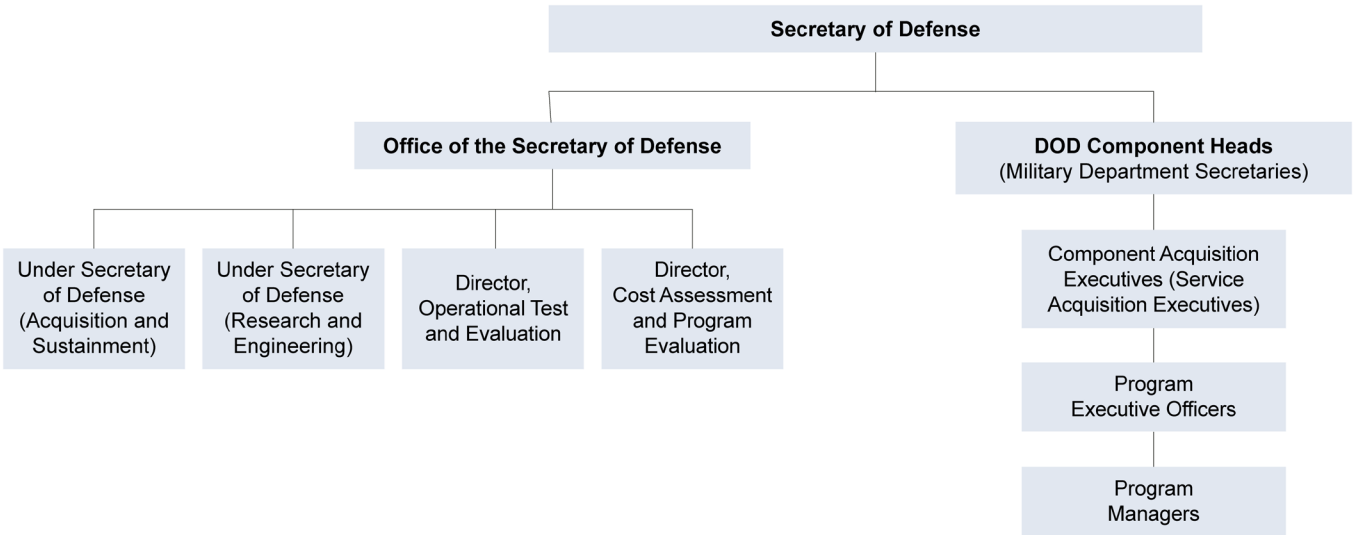 Secretary of Defense
Office of the Secretary of Defense
DOD Component Heads
(Military Department Secretaries)
Under Secretary
of Defense
(Acquisition and
Sustainment)
Under Secretary
of Defense
(Research and
Engineering)
Director,
Operational Test
and Evaluation
Director,
Cost Assessment
and Program
Evaluation
Component Acquisition
Executives (Service
Acquisition Executives)
Program
Executive Officers
Program
Managers